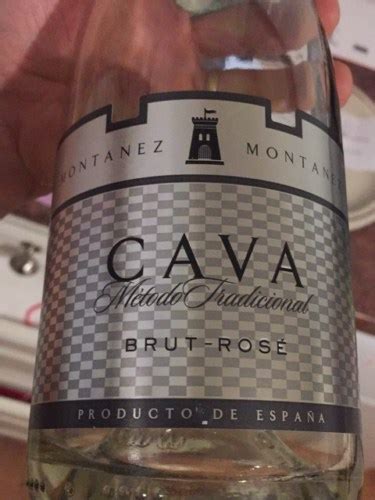 MONTANEZ MONTANEZ
CAVA
Método Tradicional
BRUT-ROSÉ
PRODUCTO DE ESPAÑA